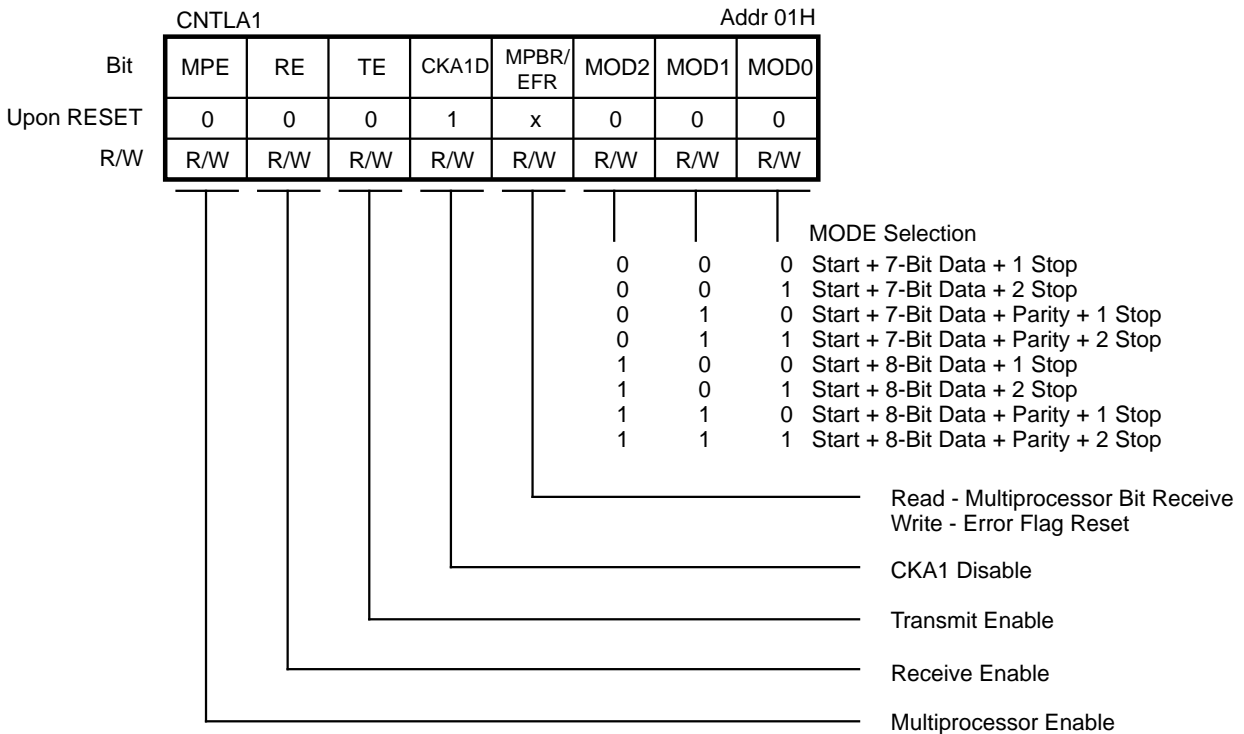 CNTLA1 Addr 01H
Bit MPE RE TE CKA1D MPBR/ EFR MOD2 MOD1 MOD0
Upon RESET 0 0 0 1 x 0 0 0
R/W R/W R/W R/W R/W R/W R/W R/W R/W
MODE Selection
0 0 0 Start + 7-Bit Data + 1 Stop
0 0 1 Start + 7-Bit Data + 2 Stop
0 1 0 Start + 7-Bit Data + Parity + 1 Stop
0 1 1 Start + 7-Bit Data + Parity + 2 Stop
1 0 0 Start + 8-Bit Data + 1 Stop
1 0 1 Start + 8-Bit Data + 2 Stop
1 1 0 Start + 8-Bit Data + Parity + 1 Stop
1 1 1 Start + 8-Bit Data + Parity + 2 Stop
Read - Multiprocessor Bit Receive
Write - Error Flag Reset
CKA1 Disable
Transmit Enable
Receive Enable
Multiprocessor Enable